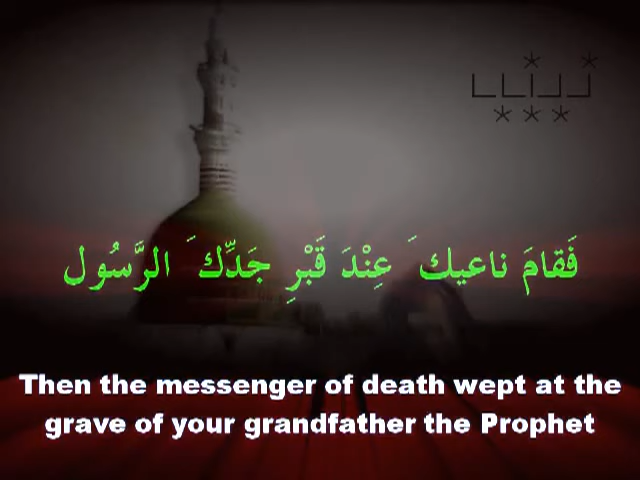 فَقامَ ناعيكَ عِنْدَ قَبْرِ جَدِّكَ الرَّسُول
Then the messenger of death wept at the
grave of your grandfather the Prophet